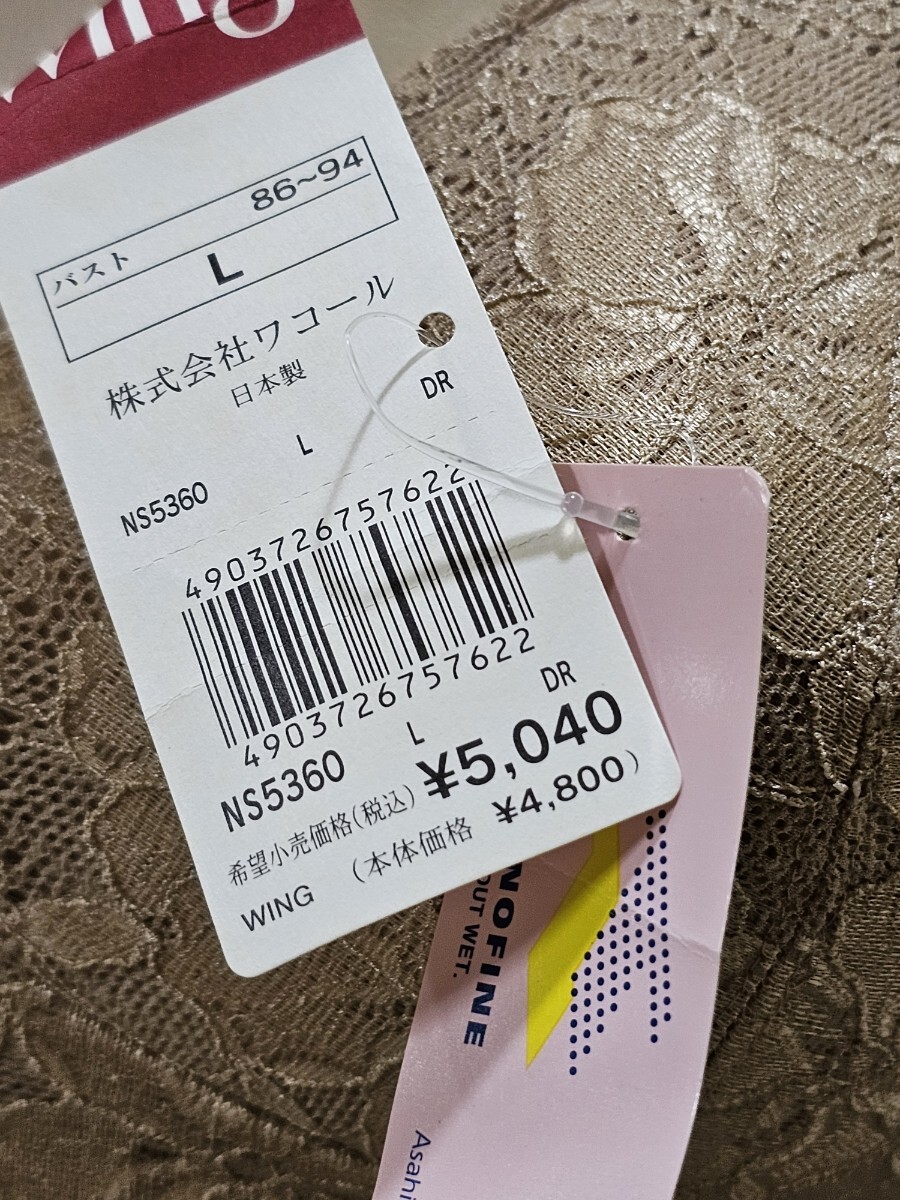 Wing
バスト 86~94
L
株式会社ワコール
日本製
NS5360 L DR
4903726757622
4903726757622
NS5360 L DR
希望小売価格(税込) ¥5,040
(本体価格 ¥4,800)
WING
NOFINE
OUT WET.
Asahi